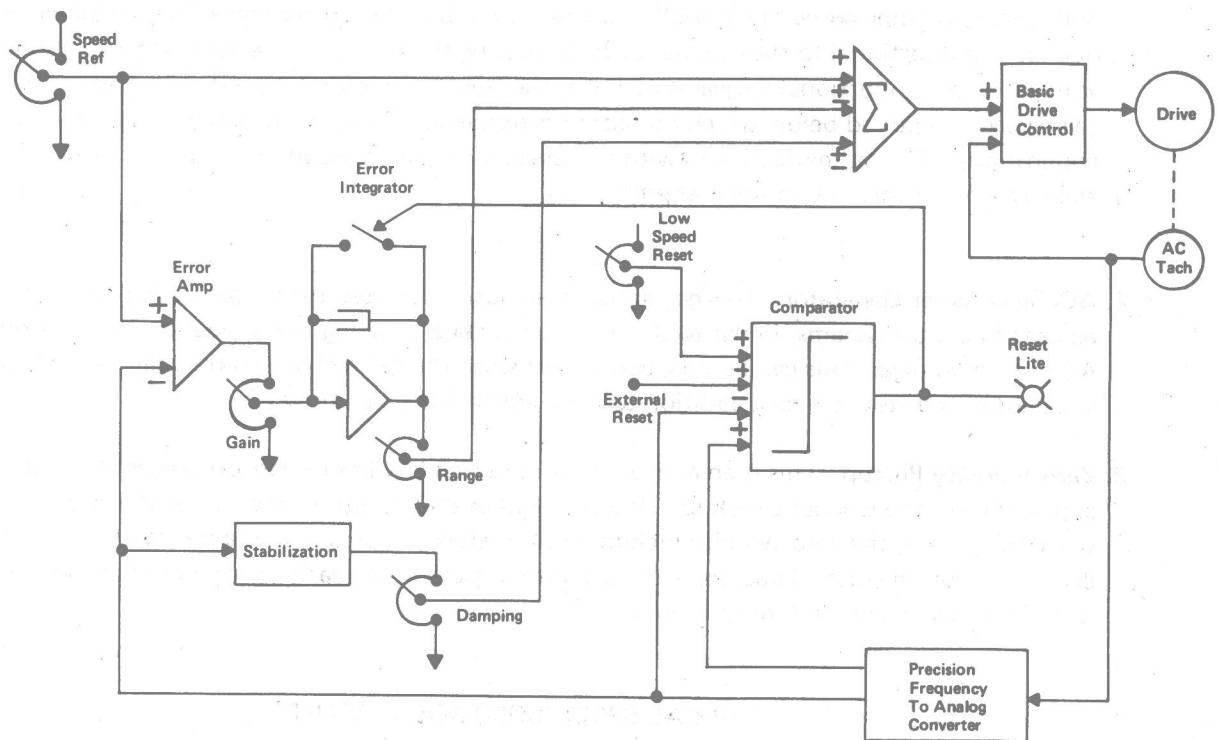 Speed
Ref
+
+
−
+
−
Σ
+
−
Basic
Drive
Control
Drive
Error
Integrator
Low
Speed
Reset
AC
Tach
Error
Amp
+
−
Comparator
+
+
−
+
Reset
Lite
External
Reset
Gain
Range
Stabilization
Damping
Precision
Frequency
To Analog
Converter